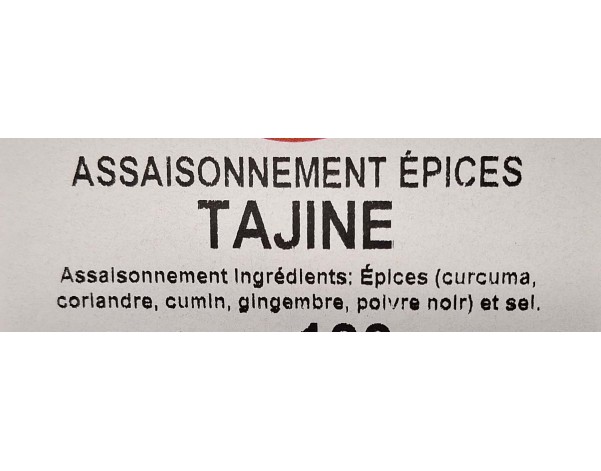 ASSAISONNEMENT ÉPICES
TAJINE
Assaisonnement Ingrédients: Épices (curcuma,
coriandre, cumin, gingembre, poivre noir) et sel.